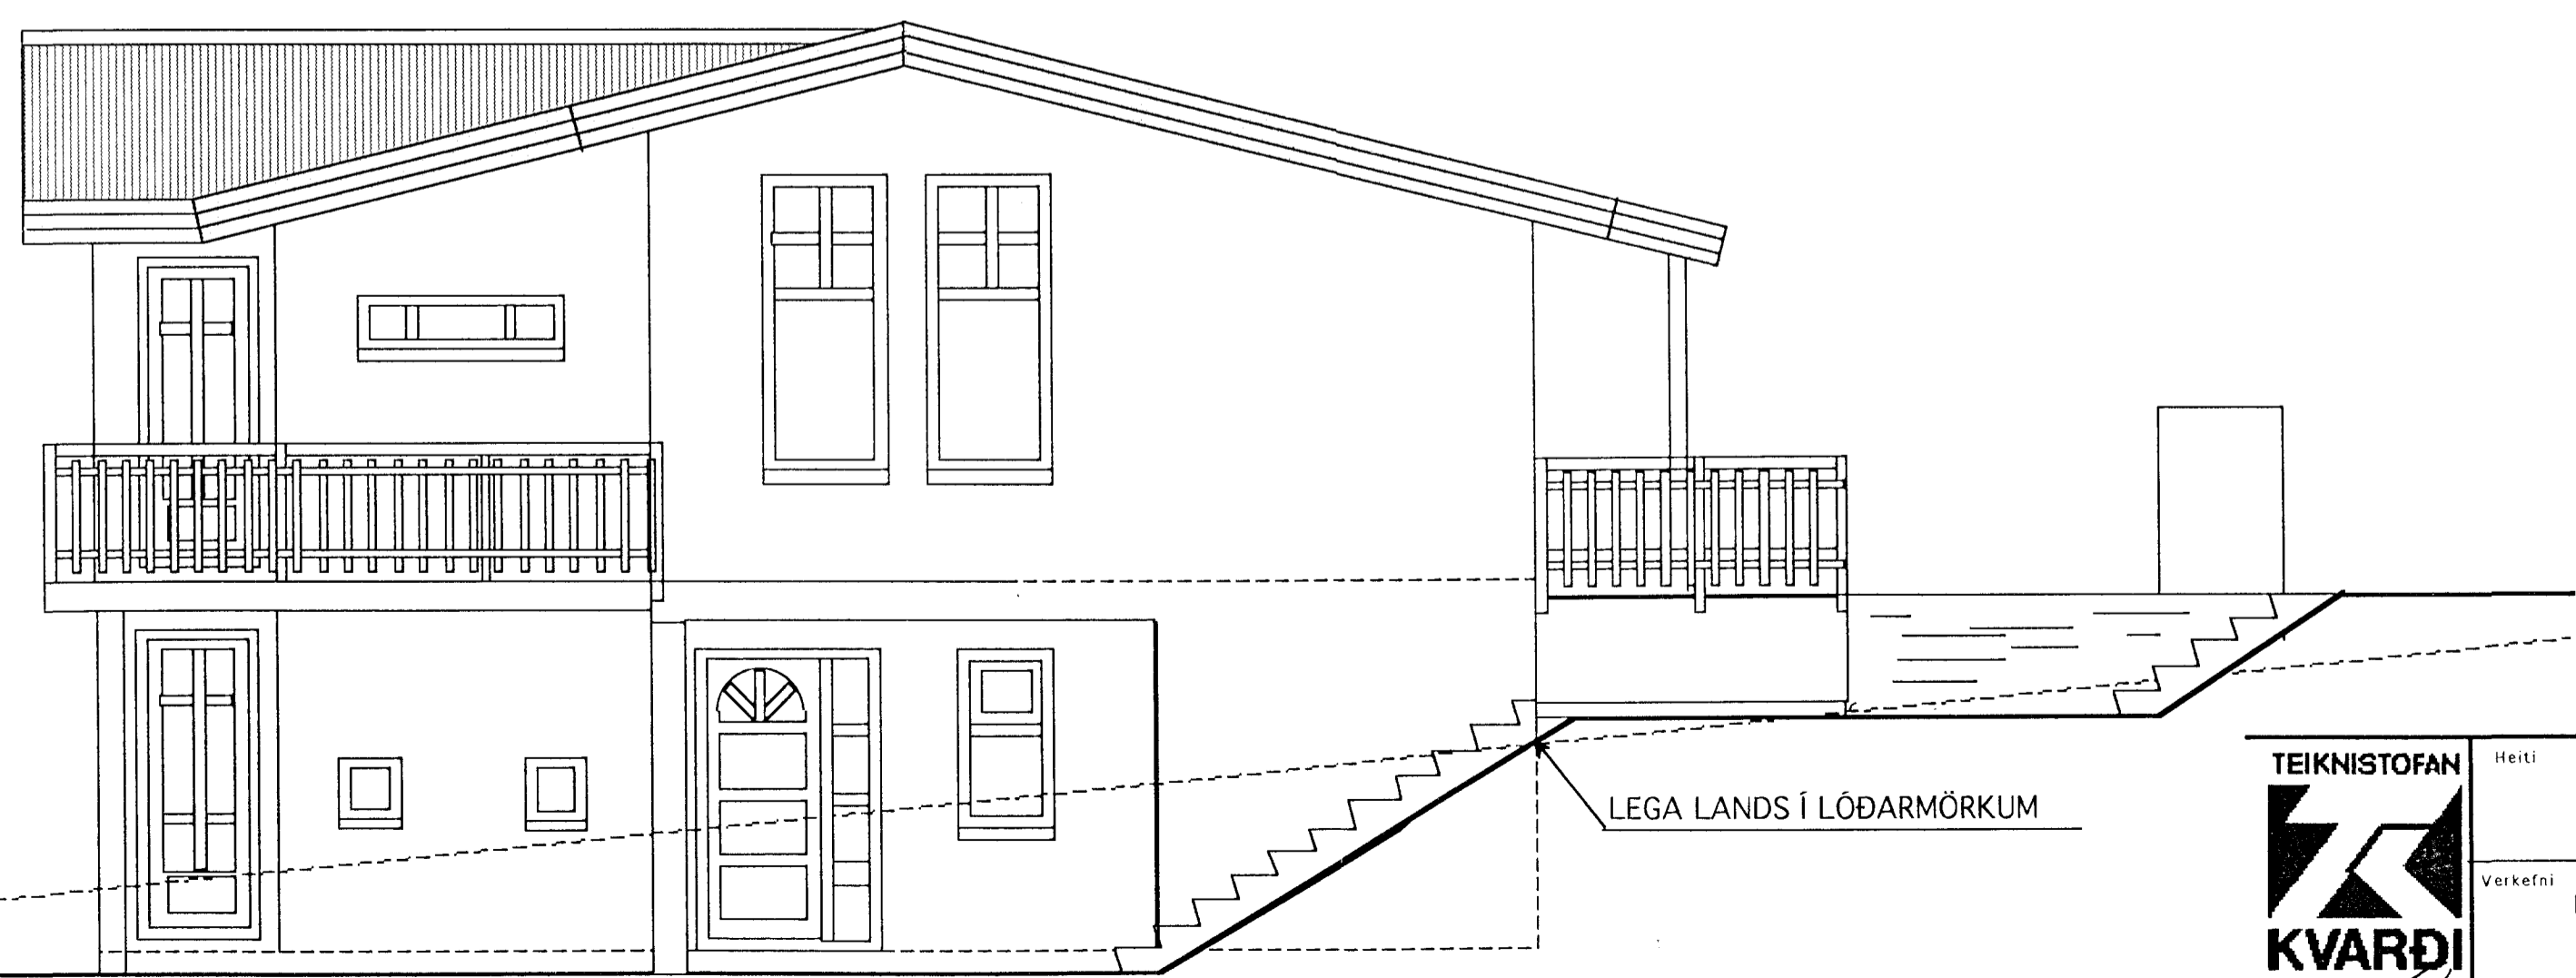 LEGA LANDS Í LÓÐARMÖRKUM
TEIKNISTOFAN
KVARÐI
Heiti
Verkefni